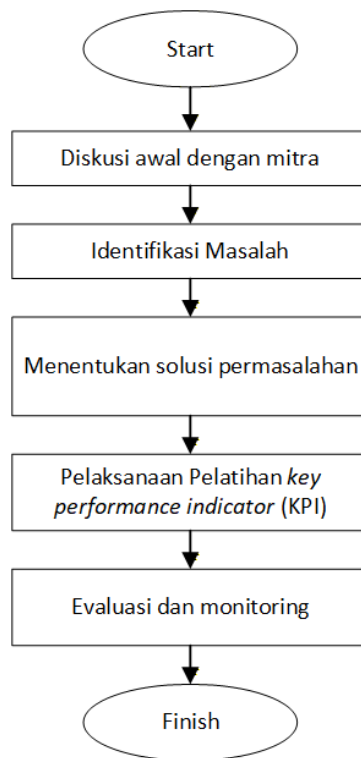 Start
Diskusi awal dengan mitra
Identifikasi Masalah
Menentukan solusi permasalahan
Pelaksanaan Pelatihan key
performance indicator (KPI)
Evaluasi dan monitoring
Finish